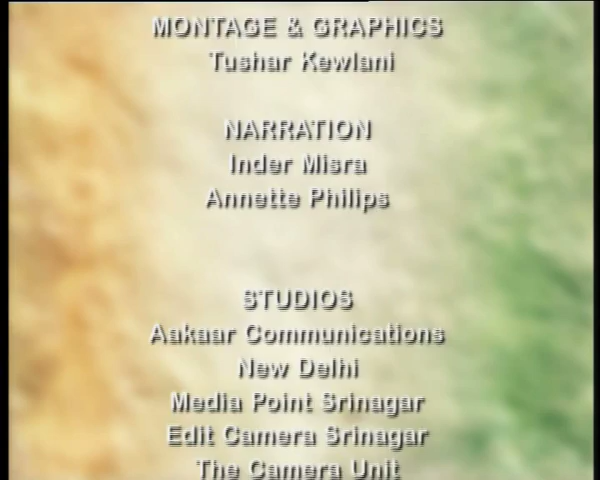 MONTAGE & GRAPHICS
Tushar Kewlani
NARRATION
Inder Misra
Annette Philips
STUDIOS
Aakaar Communications
New Delhi
Media Point Srinagar
Edit Camera Srinagar
The Camera Unit